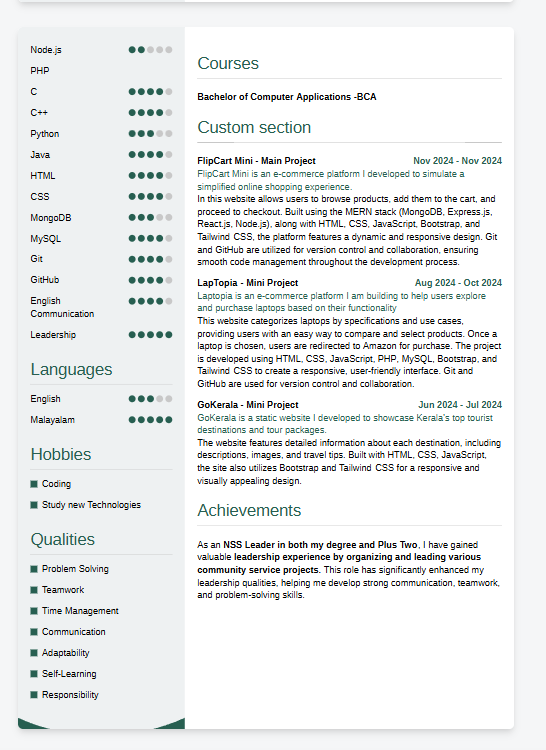 Node.js
PHP
C
C++
Python
Java
HTML
CSS
MongoDB
MySQL
Git
GitHub
English
Communication
Leadership
Languages
English
Malayalam
Hobbies
Coding
Study new Technologies
Qualities
Problem Solving
Teamwork
Time Management
Communication
Adaptability
Self-Learning
Responsibility
Courses
Bachelor of Computer Applications -BCA
Custom section
FlipCart Mini - Main Project Nov 2024 - Nov 2024
FlipCart Mini is an e-commerce platform I developed to simulate a
simplified online shopping experience.
In this website allows users to browse products, add them to the cart, and
proceed to checkout. Built using the MERN stack (MongoDB, Express.js,
React.js, Node.js), along with HTML, CSS, JavaScript, Bootstrap, and
Tailwind CSS, the platform features a dynamic and responsive design. Git
and GitHub are utilized for version control and collaboration, ensuring
smooth code management throughout the development process.
LapTopia - Mini Project Aug 2024 - Oct 2024
Laptopia is an e-commerce platform I am building to help users explore
and purchase laptops based on their functionality
This website categorizes laptops by specifications and use cases,
providing users with an easy way to compare and select products. Once a
laptop is chosen, users are redirected to Amazon for purchase. The project
is developed using HTML, CSS, JavaScript, PHP, MySQL, Bootstrap, and
Tailwind CSS to create a responsive, user-friendly interface. Git and
GitHub are used for version control and collaboration.
GoKerala - Mini Project Jun 2024 - Jul 2024
GoKerala is a static website I developed to showcase Kerala's top tourist
destinations and tour packages.
The website features detailed information about each destination, including
descriptions, images, and travel tips. Built with HTML, CSS, JavaScript,
the site also utilizes Bootstrap and Tailwind CSS for a responsive and
visually appealing design.
Achievements
As an NSS Leader in both my degree and Plus Two, I have gained
valuable leadership experience by organizing and leading various
community service projects. This role has significantly enhanced my
leadership qualities, helping me develop strong communication, teamwork,
and problem-solving skills.